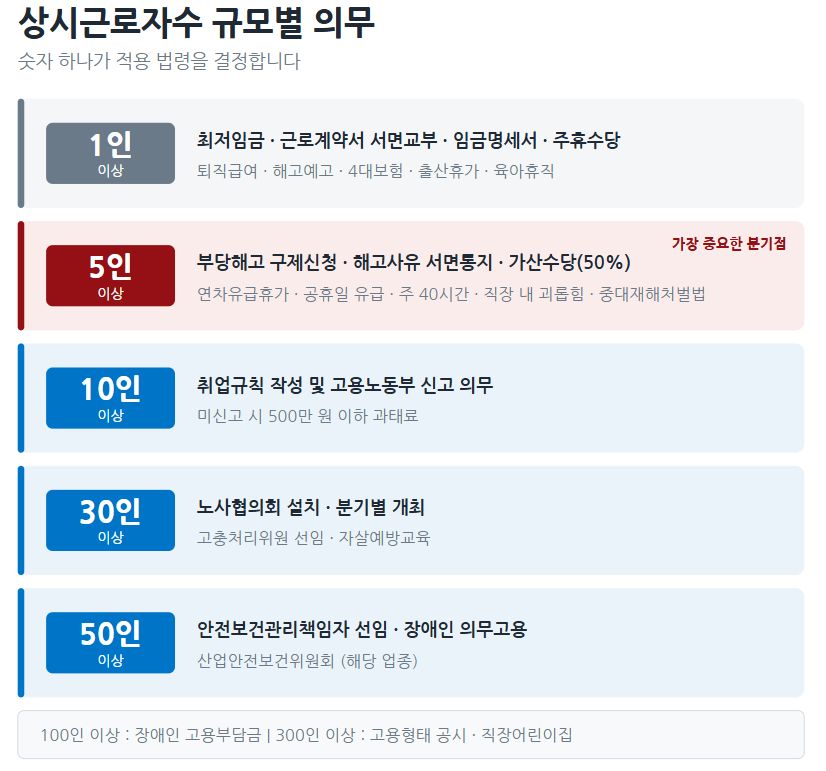 상시근로자수 규모별 의무
숫자 하나가 적용 법령을 결정합니다
1인
이상
최저임금 · 근로계약서 서면교부 · 임금명세서 · 주휴수당
퇴직급여 · 해고예고 · 4대보험 · 출산휴가 · 육아휴직
가장 중요한 분기점
5인
이상
부당해고 구제신청 · 해고사유 서면통지 · 가산수당(50%)
연차유급휴가 · 공휴일 유급 · 주 40시간 · 직장 내 괴롭힘 · 중대재해처벌법
10인
이상
취업규칙 작성 및 고용노동부 신고 의무
미신고 시 500만 원 이하 과태료
30인
이상
노사협의회 설치 · 분기별 개최
고충처리위원 선임 · 자살예방교육
50인
이상
안전보건관리책임자 선임 · 장애인 의무고용
산업안전보건위원회 (해당 업종)
100인 이상 : 장애인 고용부담금 | 300인 이상 : 고용형태 공시 · 직장어린이집